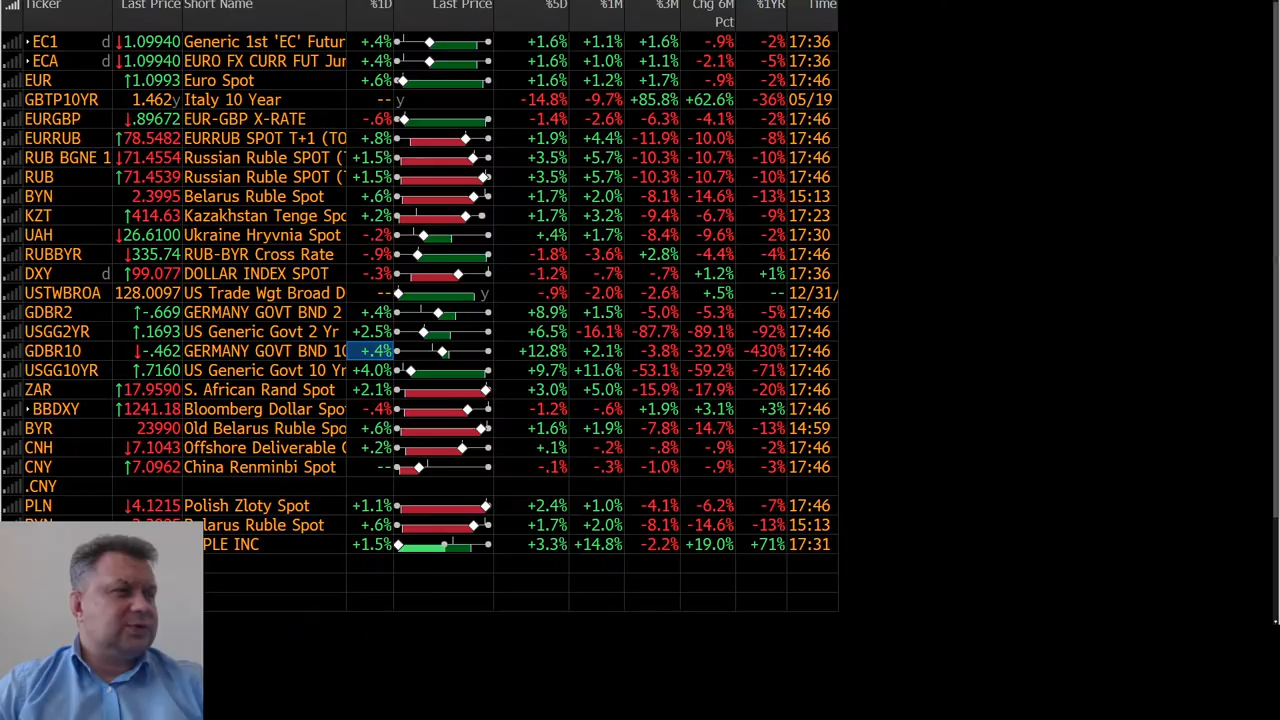 Ticker Last Price Short Name %1D Last Price %5D %1M %3M Chg 6M %1YR Time
Pct
EC1 d ↓1.09940 Generic 1st 'EC' Futur +.4% +1.6% +1.1% +1.6% -.9% -2% 17:36
ECA d ↓1.09940 EURO FX CURR FUT Jun +.4% +1.6% +1.0% +1.1% -2.1% -5% 17:36
EUR ↑1.0993 Euro Spot +.6% +1.6% +1.2% +1.7% -.9% -2% 17:46
GBTP10YR 1.462y Italy 10 Year -- y -14.8% -9.7% +85.8% +62.6% -36% 05/19
EURGBP ↓.89672 EUR-GBP X-RATE -.6% -1.4% -2.6% -6.3% -4.1% -2% 17:46
EURRUB ↑78.5482 EURRUB SPOT T+1 (TO +.8% +1.9% +4.4% -11.9% -10.0% -8% 17:46
RUB BGNE 1 ↓71.4554 Russian Ruble SPOT ( +1.5% +3.5% +5.7% -10.3% -10.7% -10% 17:46
RUB ↑71.4539 Russian Ruble SPOT ( +1.5% +3.5% +5.7% -10.3% -10.7% -10% 17:46
BYN 2.3995 Belarus Ruble Spot +.6% +1.7% +2.0% -8.1% -14.6% -13% 15:13
KZT ↑414.63 Kazakhstan Tenge Spo +.2% +1.7% +3.2% -9.4% -6.7% -9% 17:23
UAH ↓26.6100 Ukraine Hryvnia Spot -.2% +.4% +1.7% -8.4% -9.6% -2% 17:30
RUBBYR ↓335.74 RUB-BYR Cross Rate -.9% -1.8% -3.6% +2.8% -4.4% -4% 17:46
DXY d ↑99.077 DOLLAR INDEX SPOT -.3% -1.2% -.7% -.7% +1.2% +1% 17:36
USTWBROA 128.0097 US Trade Wgt Broad D -- y -.9% -2.0% -2.6% +.5% -- 12/31/
GDBR2 ↑-.669 GERMANY GOVT BND 2 +.4% +8.9% +1.5% -5.0% -5.3% -5% 17:46
USGG2YR ↑.1693 US Generic Govt 2 Yr +2.5% +6.5% -16.1% -87.7% -89.1% -92% 17:46
GDBR10 ↓-.462 GERMANY GOVT BND 10 +.4% +12.8% +2.1% -3.8% -32.9% -430% 17:46
USGG10YR ↑.7160 US Generic Govt 10 Yr +4.0% +9.7% +11.6% -53.1% -59.2% -71% 17:46
ZAR ↑17.9590 S. African Rand Spot +2.1% +3.0% +5.0% -15.9% -17.9% -20% 17:46
BBDXY ↑1241.18 Bloomberg Dollar Spo -.4% -1.2% -.6% +1.9% +3.1% +3% 17:46
BYR 23990 Old Belarus Ruble Spo +.6% +1.6% +1.9% -7.8% -14.7% -13% 14:59
CNH ↓7.1043 Offshore Deliverable C +.2% +.1% -.2% -.8% -.9% -2% 17:46
CNY ↑7.0962 China Renminbi Spot -- -.1% -.3% -1.0% -.9% -3% 17:46
.CNY
PLN ↓4.1215 Polish Zloty Spot +1.1% +2.4% +1.0% -4.1% -6.2% -7% 17:46
BYN 2.3995 Belarus Ruble Spot +.6% +1.7% +2.0% -8.1% -14.6% -13% 15:13
PLE INC +1.5% +3.3% +14.8% -2.2% +19.0% +71% 17:31